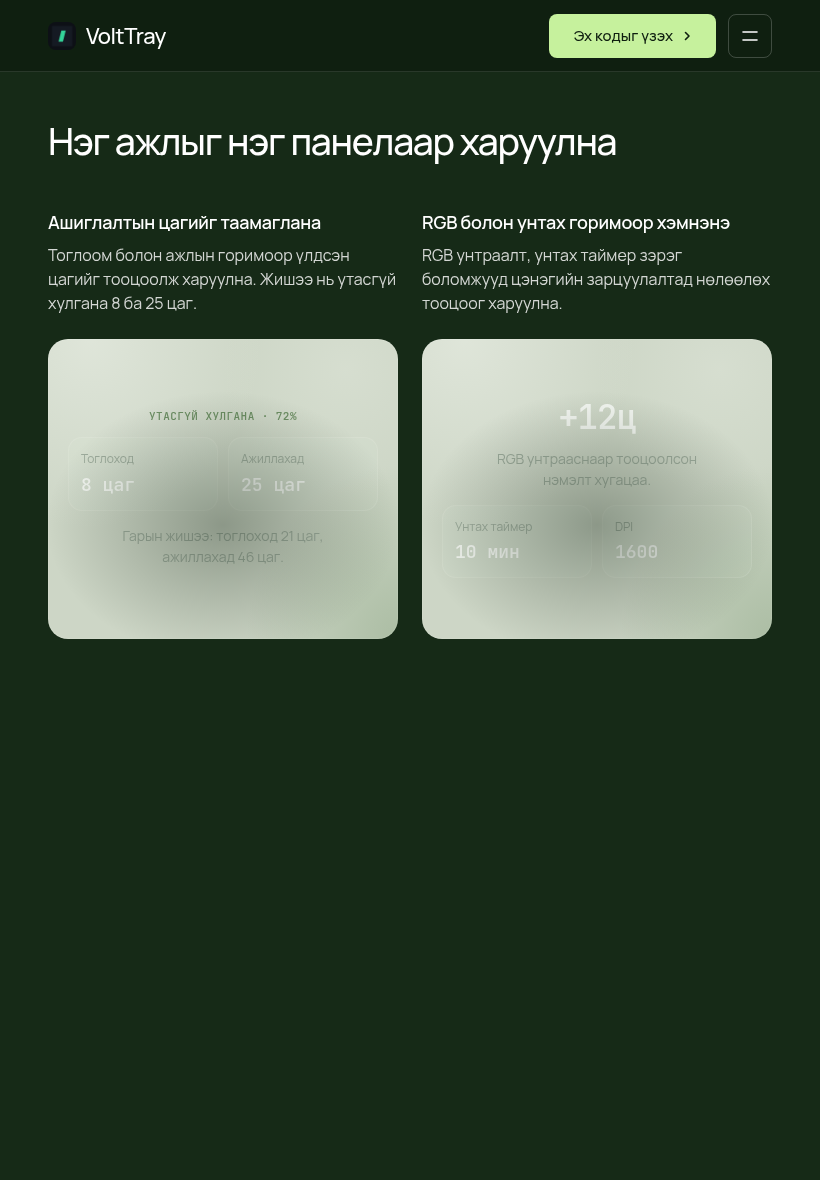 VoltTray
Эх кодыг үзэх
Нэг ажлыг нэг панелаар харуулна
Ашиглалтын цагийг таамаглана
Тоглоом болон ажлын горимоор үлдсэн
цагийг тооцоолж харуулна. Жишээ нь утасгүй
хулгана 8 ба 25 цаг.
УТАСГҮЙ ХУЛГАНА · 72%
Тоглоход
8 цаг
Ажиллахад
25 цаг
Гарын жишээ: тоглоход 21 цаг,
ажиллахад 46 цаг.
RGB болон унтах горимоор хэмнэнэ
RGB унтраалт, унтах таймер зэрэг
боломжууд цэнэгийн зарцуулалтад нөлөөлөх
тооцоог харуулна.
+12ц
RGB унтрааснаар тооцоолсон
нэмэлт хугацаа.
Унтах таймер
10 мин
DPI
1600